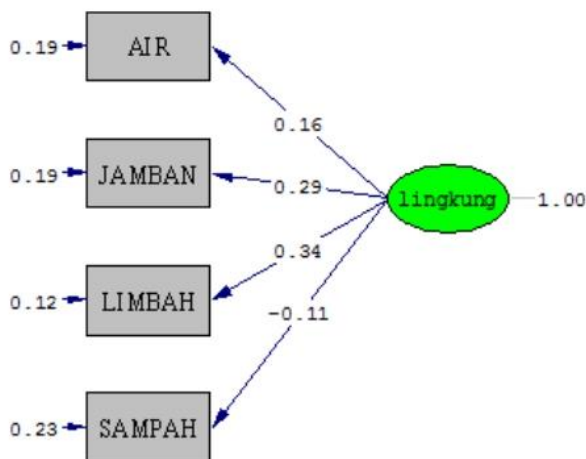 0.19 AIR
0.16
0.19 JAMBAN
0.29
lingkung 1.00
0.34
0.12 LIMBAH
-0.11
0.23 SAMPAH